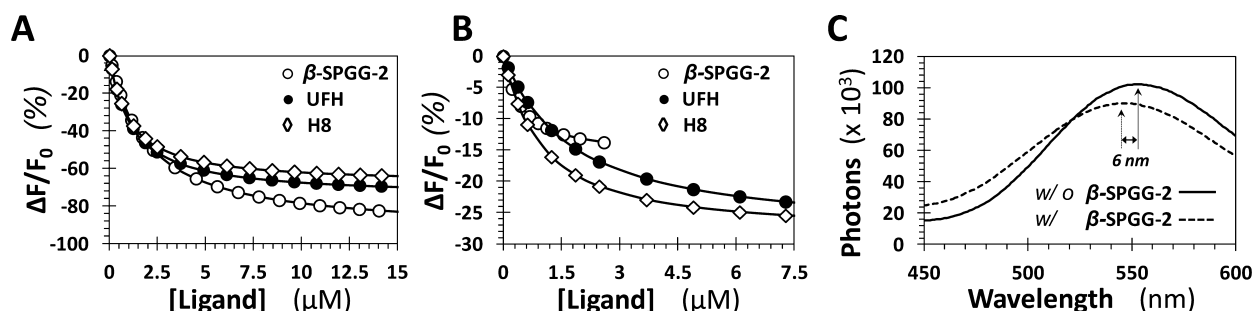 A
ΔF/F0 (%)
0
-20
-40
-60
-80
-100
β-SPGG-2
UFH
H8
0 2.5 5 7.5 10 12.5 15
[Ligand] (μM)
B
ΔF/F0 (%)
0
-5
-10
-15
-20
-25
-30
β-SPGG-2
UFH
H8
0 1.5 3 4.5 6 7.5
[Ligand] (μM)
C
Photons (x 10³)
120
100
80
60
40
20
0
6 nm
w/o β-SPGG-2
w/ β-SPGG-2
450 500 550 600
Wavelength (nm)